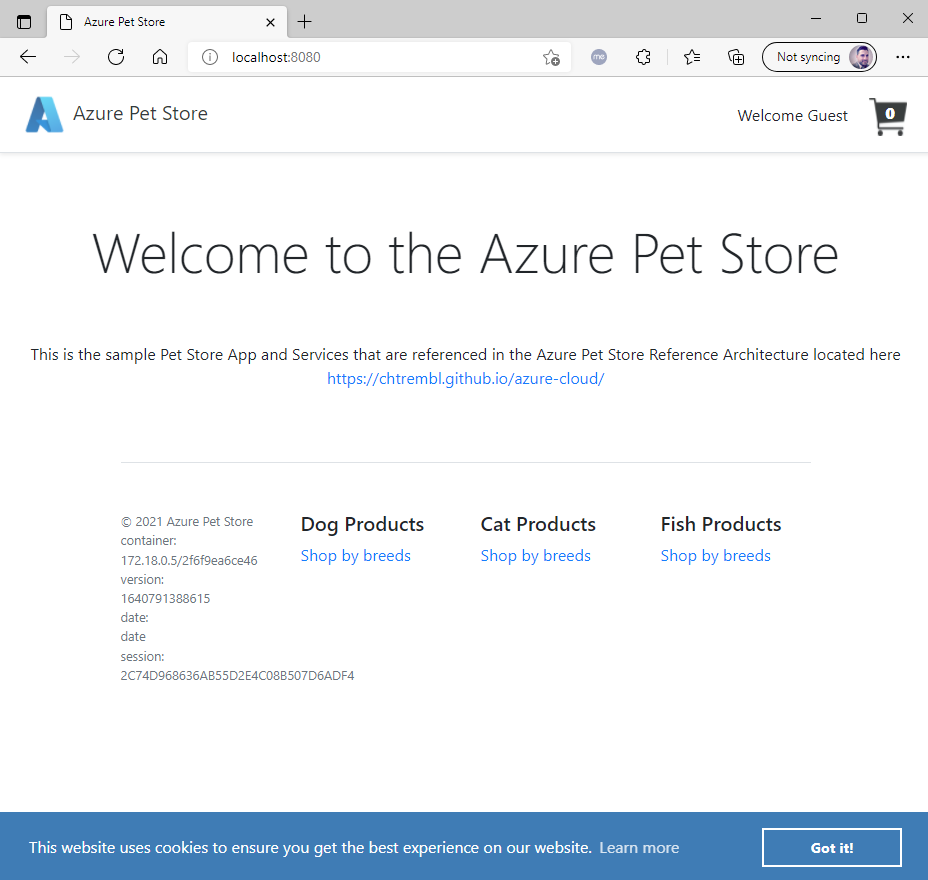 Azure Pet Store
localhost:8080
me
Not syncing
Azure Pet Store
Welcome Guest
0
Welcome to the Azure Pet Store
This is the sample Pet Store App and Services that are referenced in the Azure Pet Store Reference Architecture located here
https://chtrembl.github.io/azure-cloud/
© 2021 Azure Pet Store
container:
172.18.0.5/2f6f9ea6ce46
version:
1640791388615
date:
date
session:
2C74D968636AB55D2E4C08B507D6ADF4
Dog Products
Shop by breeds
Cat Products
Shop by breeds
Fish Products
Shop by breeds
This website uses cookies to ensure you get the best experience on our website. Learn more
Got it!